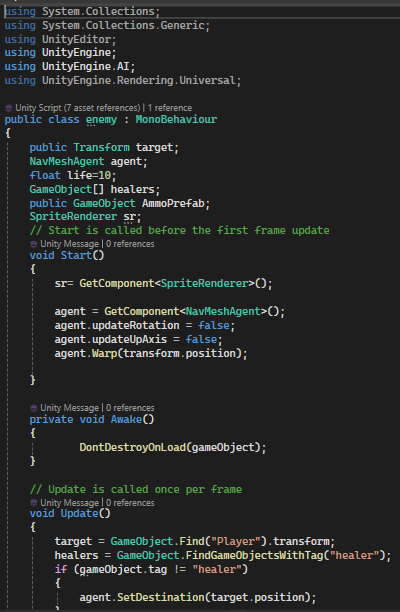 using System.Collections;
using System.Collections.Generic;
using UnityEditor;
using UnityEngine;
using UnityEngine.AI;
using UnityEngine.Rendering.Universal;
Unity Script (7 asset references) | 1 reference
public class enemy : MonoBehaviour
{
public Transform target;
NavMeshAgent agent;
float life=10;
GameObject[] healers;
public GameObject AmmoPrefab;
SpriteRenderer sr;
// Start is called before the first frame update
Unity Message | 0 references
void Start()
{
sr= GetComponent<SpriteRenderer>();
agent = GetComponent<NavMeshAgent>();
agent.updateRotation = false;
agent.updateUpAxis = false;
agent.Warp(transform.position);
}
Unity Message | 0 references
private void Awake()
{
DontDestroyOnLoad(gameObject);
}
// Update is called once per frame
Unity Message | 0 references
void Update()
{
target = GameObject.Find("Player").transform;
healers = GameObject.FindGameObjectsWithTag("healer");
if (gameObject.tag != "healer")
{
agent.SetDestination(target.position);
}